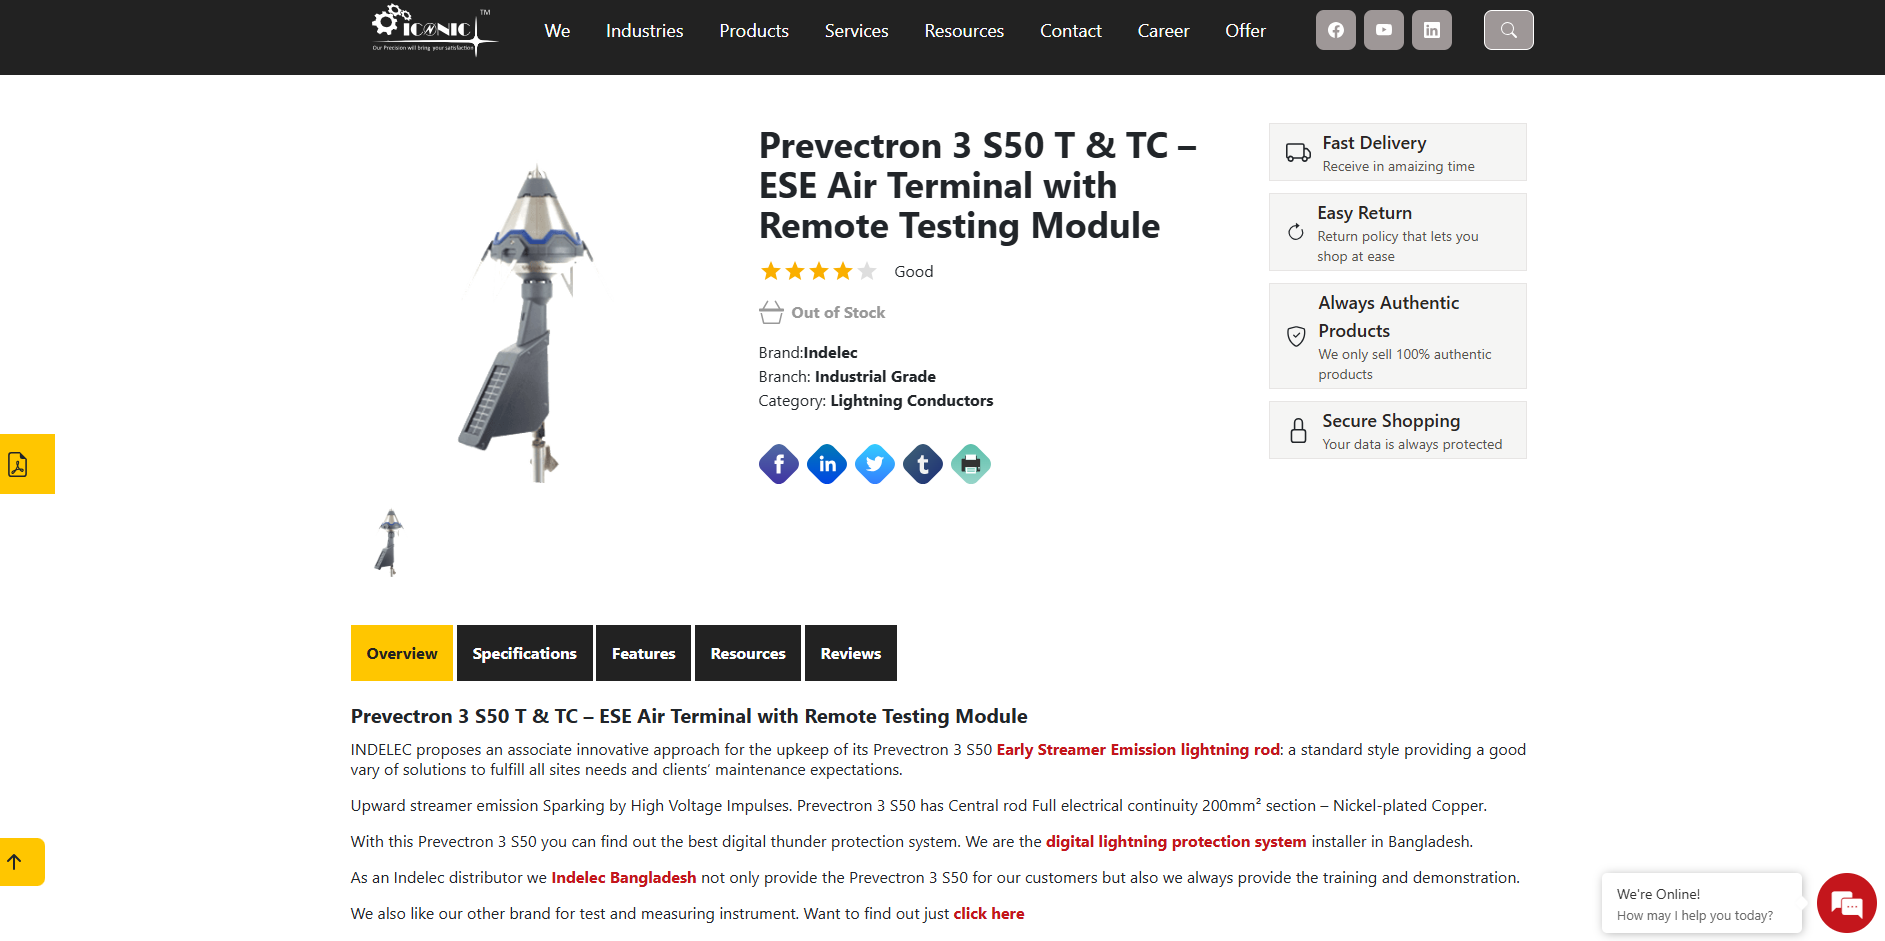 ICONIC
TM
Our Precision will bring your satisfaction
We
Industries
Products
Services
Resources
Contact
Career
Offer
Prevectron 3 S50 T & TC –
ESE Air Terminal with
Remote Testing Module
Good
Out of Stock
Brand:Indelec
Branch: Industrial Grade
Category: Lightning Conductors
Fast Delivery
Receive in amaizing time
Easy Return
Return policy that lets you
shop at ease
Always Authentic
Products
We only sell 100% authentic
products
Secure Shopping
Your data is always protected
Overview
Specifications
Features
Resources
Reviews
Prevectron 3 S50 T & TC – ESE Air Terminal with Remote Testing Module
INDELEC proposes an associate innovative approach for the upkeep of its Prevectron 3 S50 Early Streamer Emission lightning rod: a standard style providing a good
vary of solutions to fulfill all sites needs and clients’ maintenance expectations.
Upward streamer emission Sparking by High Voltage Impulses. Prevectron 3 S50 has Central rod Full electrical continuity 200mm² section – Nickel-plated Copper.
With this Prevectron 3 S50 you can find out the best digital thunder protection system. We are the digital lightning protection system installer in Bangladesh.
As an Indelec distributor we Indelec Bangladesh not only provide the Prevectron 3 S50 for our customers but also we always provide the training and demonstration.
We also like our other brand for test and measuring instrument. Want to find out just click here
We're Online!
How may I help you today?